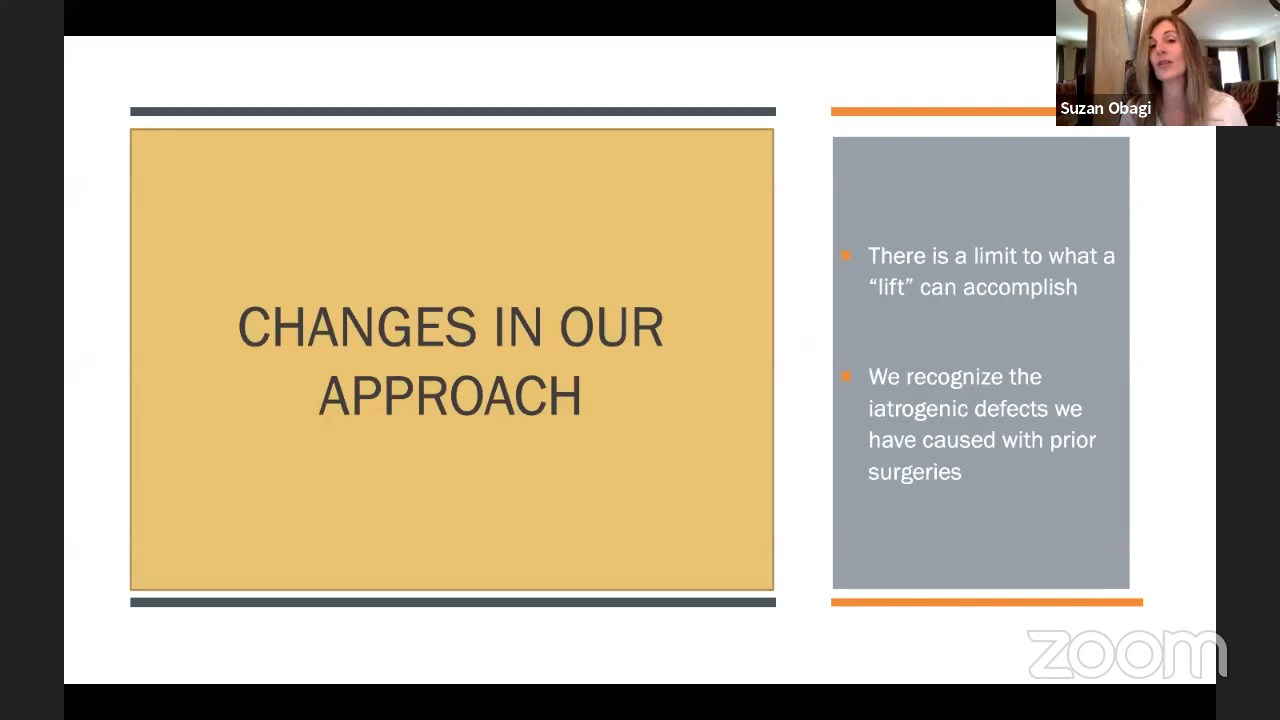 Suzan Obagi
CHANGES IN OUR
APPROACH
There is a limit to what a
“lift” can accomplish
We recognize the
iatrogenic defects we
have caused with prior
surgeries
zoom